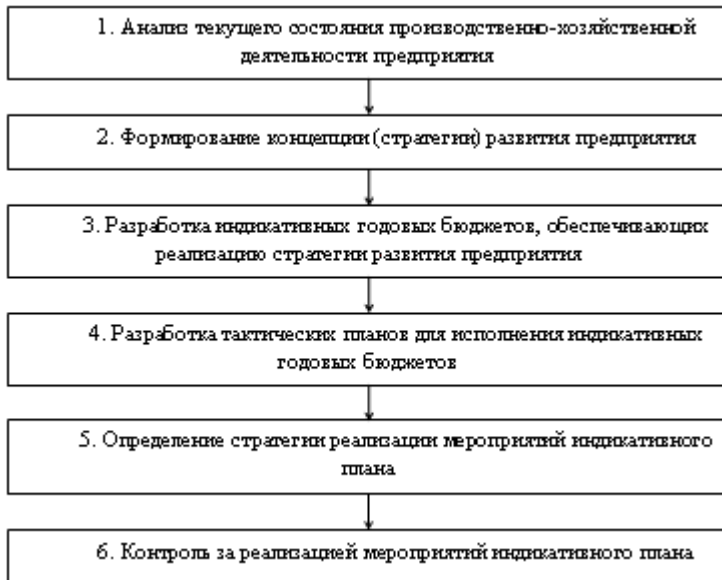 1. Анализ текущего состояния производственно-хозяйственной
деятельности предприятия
2. Формирование концепции (стратегии) развития предприятия
3. Разработка индикативных годовых бюджетов, обеспечивающих
реализацию стратегии развития предприятия
4. Разработка тактических планов для исполнения индикативных
годовых бюджетов
5. Определение стратегии реализации мероприятий индикативного
плана
6. Контроль за реализацией мероприятий индикативного плана